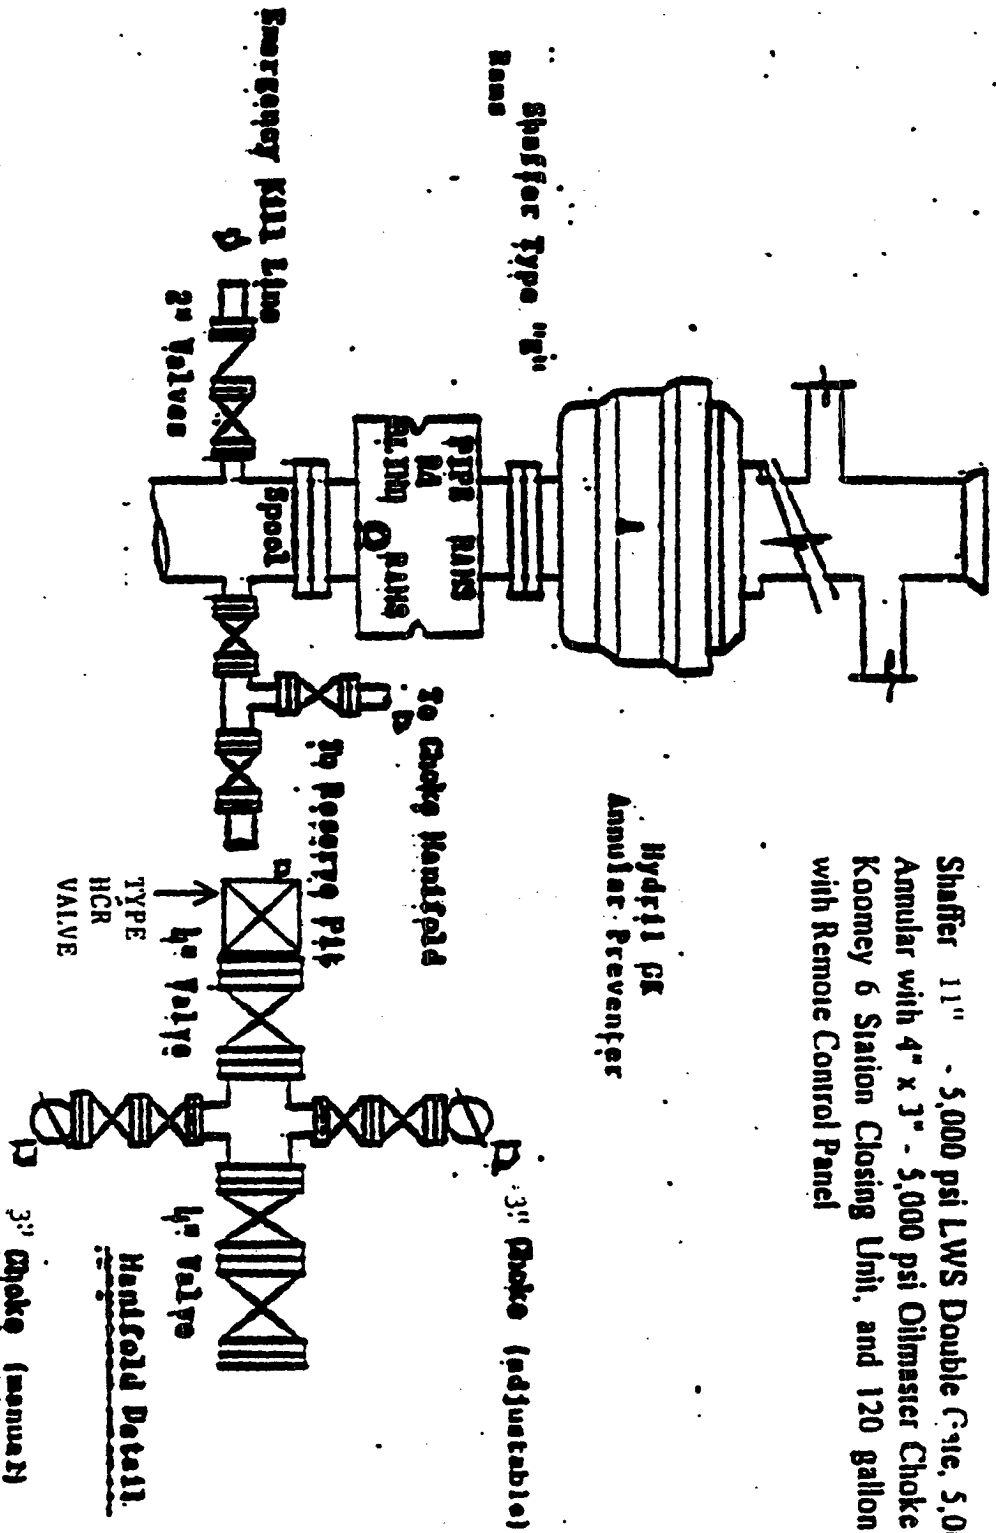 Shaffer 11" - 5,000 psi LWS Double Gate, 5,0
Annular with 4" x 3" - 5,000 psi Oilmaster Choke
Koomey 6 Station Closing Unit, and 120 gallon
with Remote Control Panel
Hydril GK
Annular Preventer
Shaffer Type "B"
Rams
PIPE RAMS
BLIND RAMS
Spool
Emergency Kill Line
2" Valves
To Choke Manifold
To Reserve Pit
TYPE
HCR
VALVE
4" Valve
4" Valve
3" Choke (adjustable)
3" Choke (manual)
Manifold Detail